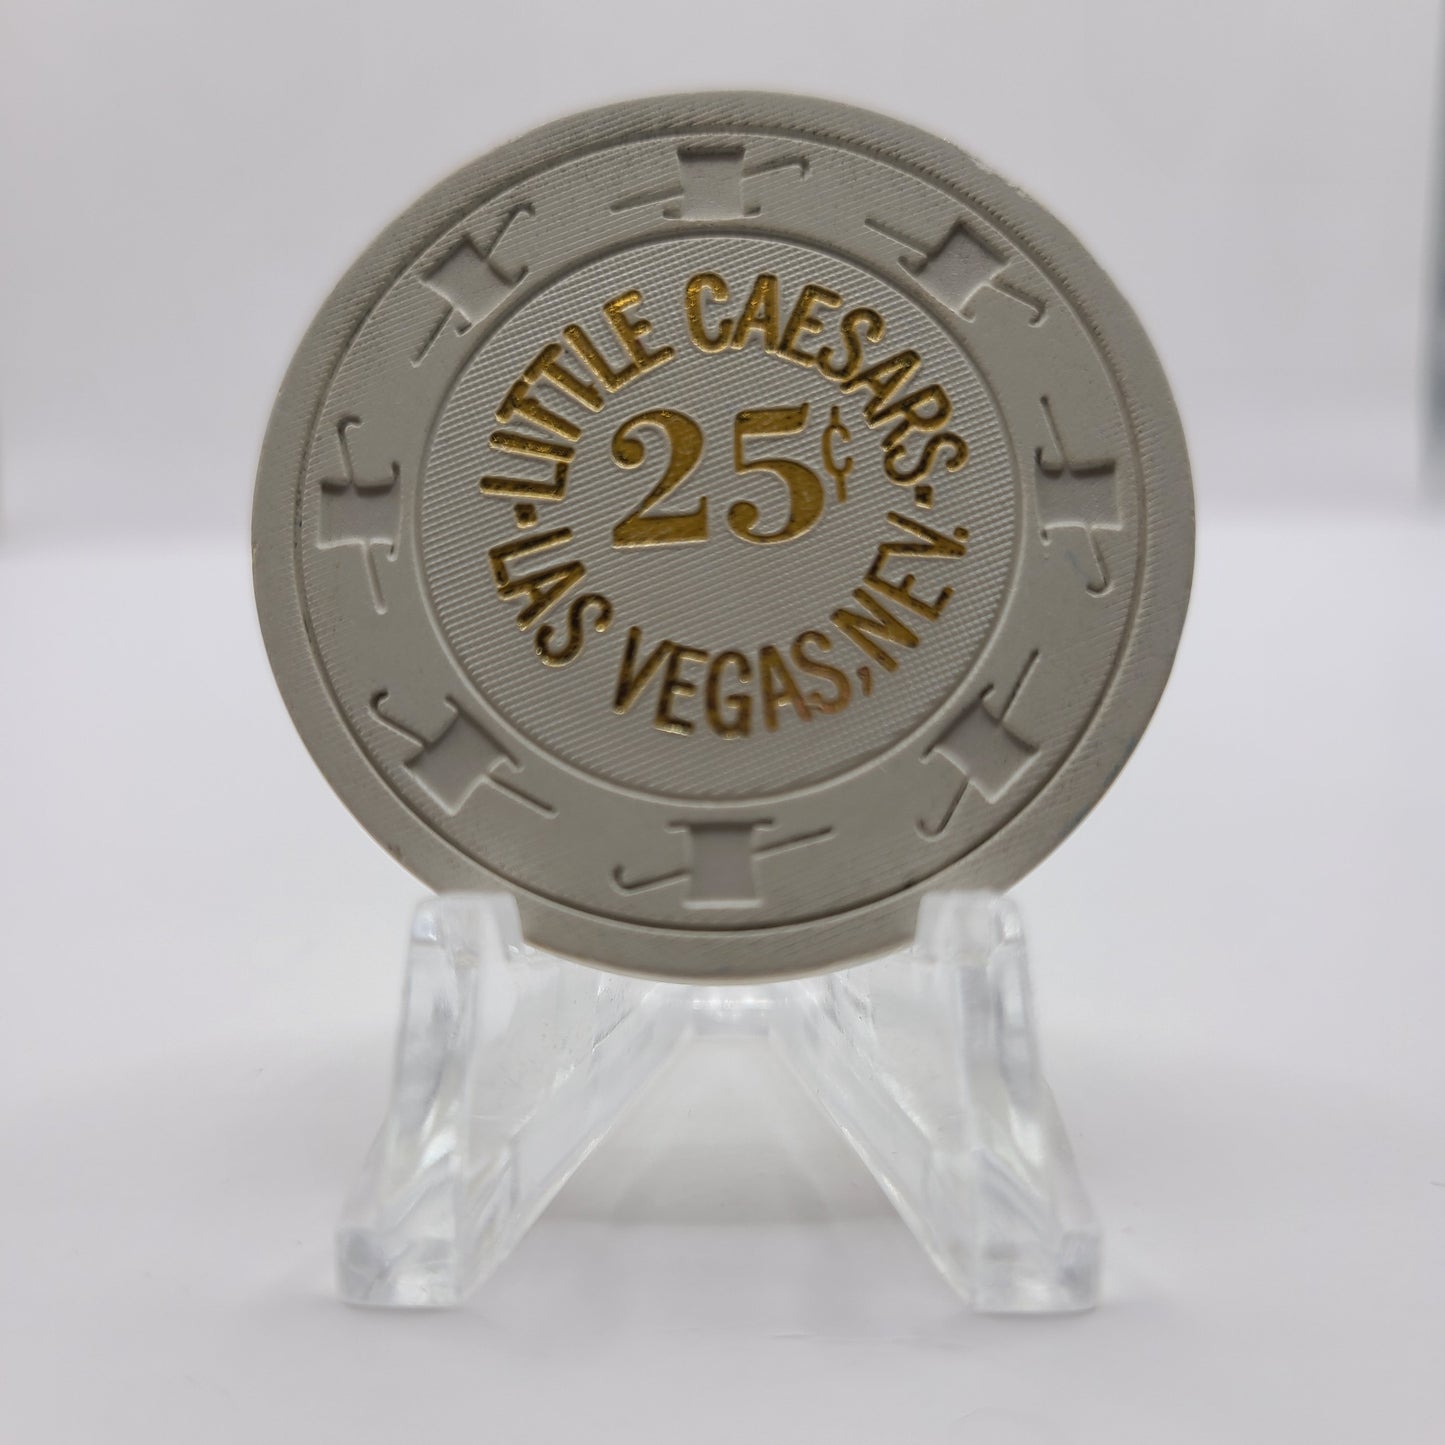 ·LITTLE CAESARS·
25¢
LAS VEGAS, NEV.